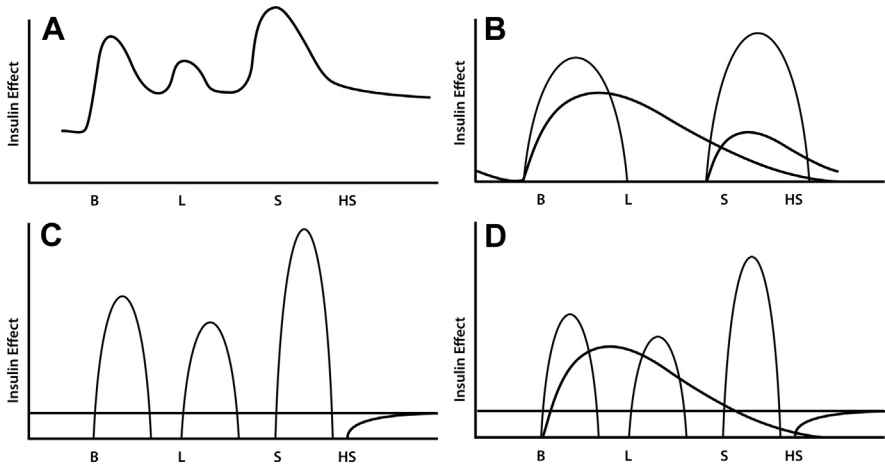 A
Insulin Effect
B L S HS
B
Insulin Effect
B L S HS
C
Insulin Effect
B L S HS
D
Insulin Effect
B L S HS